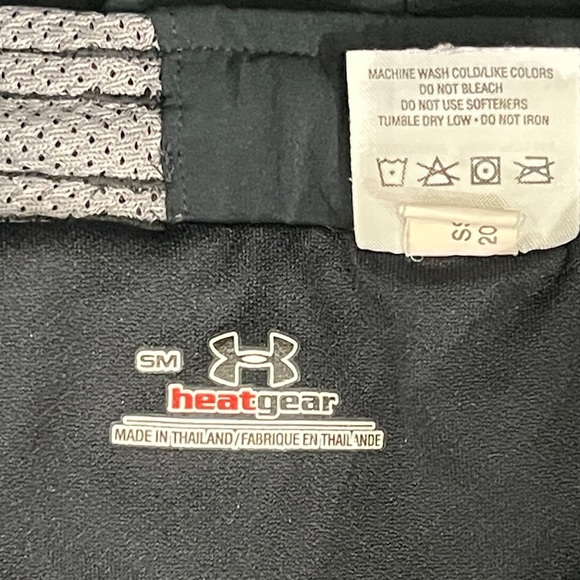 MACHINE WASH COLD/LIKE COLORS
DO NOT BLEACH
DO NOT USE SOFTENERS
TUMBLE DRY LOW • DO NOT IRON
20
SM
heatgear
MADE IN THAILAND/FABRIQUE EN THAILANDE